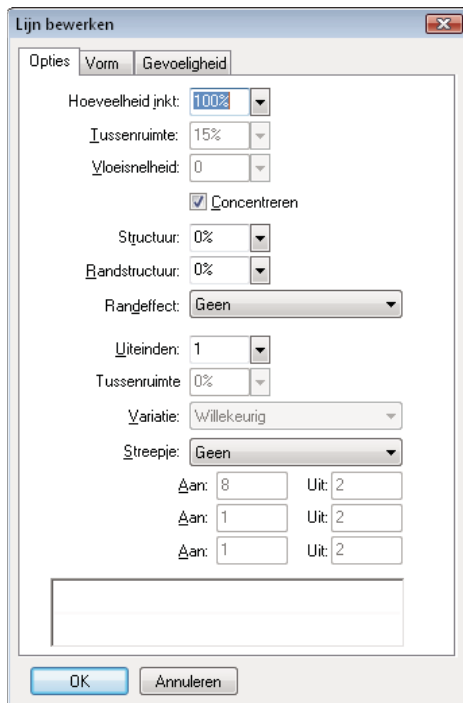 Lijn bewerken
Opties Vorm Gevoeligheid
Hoeveelheid inkt: 100%
Tussenruimte: 15%
Vloeisnelheid: 0
Concentreren
Structuur: 0%
Randstructuur: 0%
Randeffect: Geen
Uiteinden: 1
Tussenruimte 0%
Variatie: Willekeurig
Streepje: Geen
Aan: 8 Uit: 2
Aan: 1 Uit: 2
Aan: 1 Uit: 2
OK Annuleren